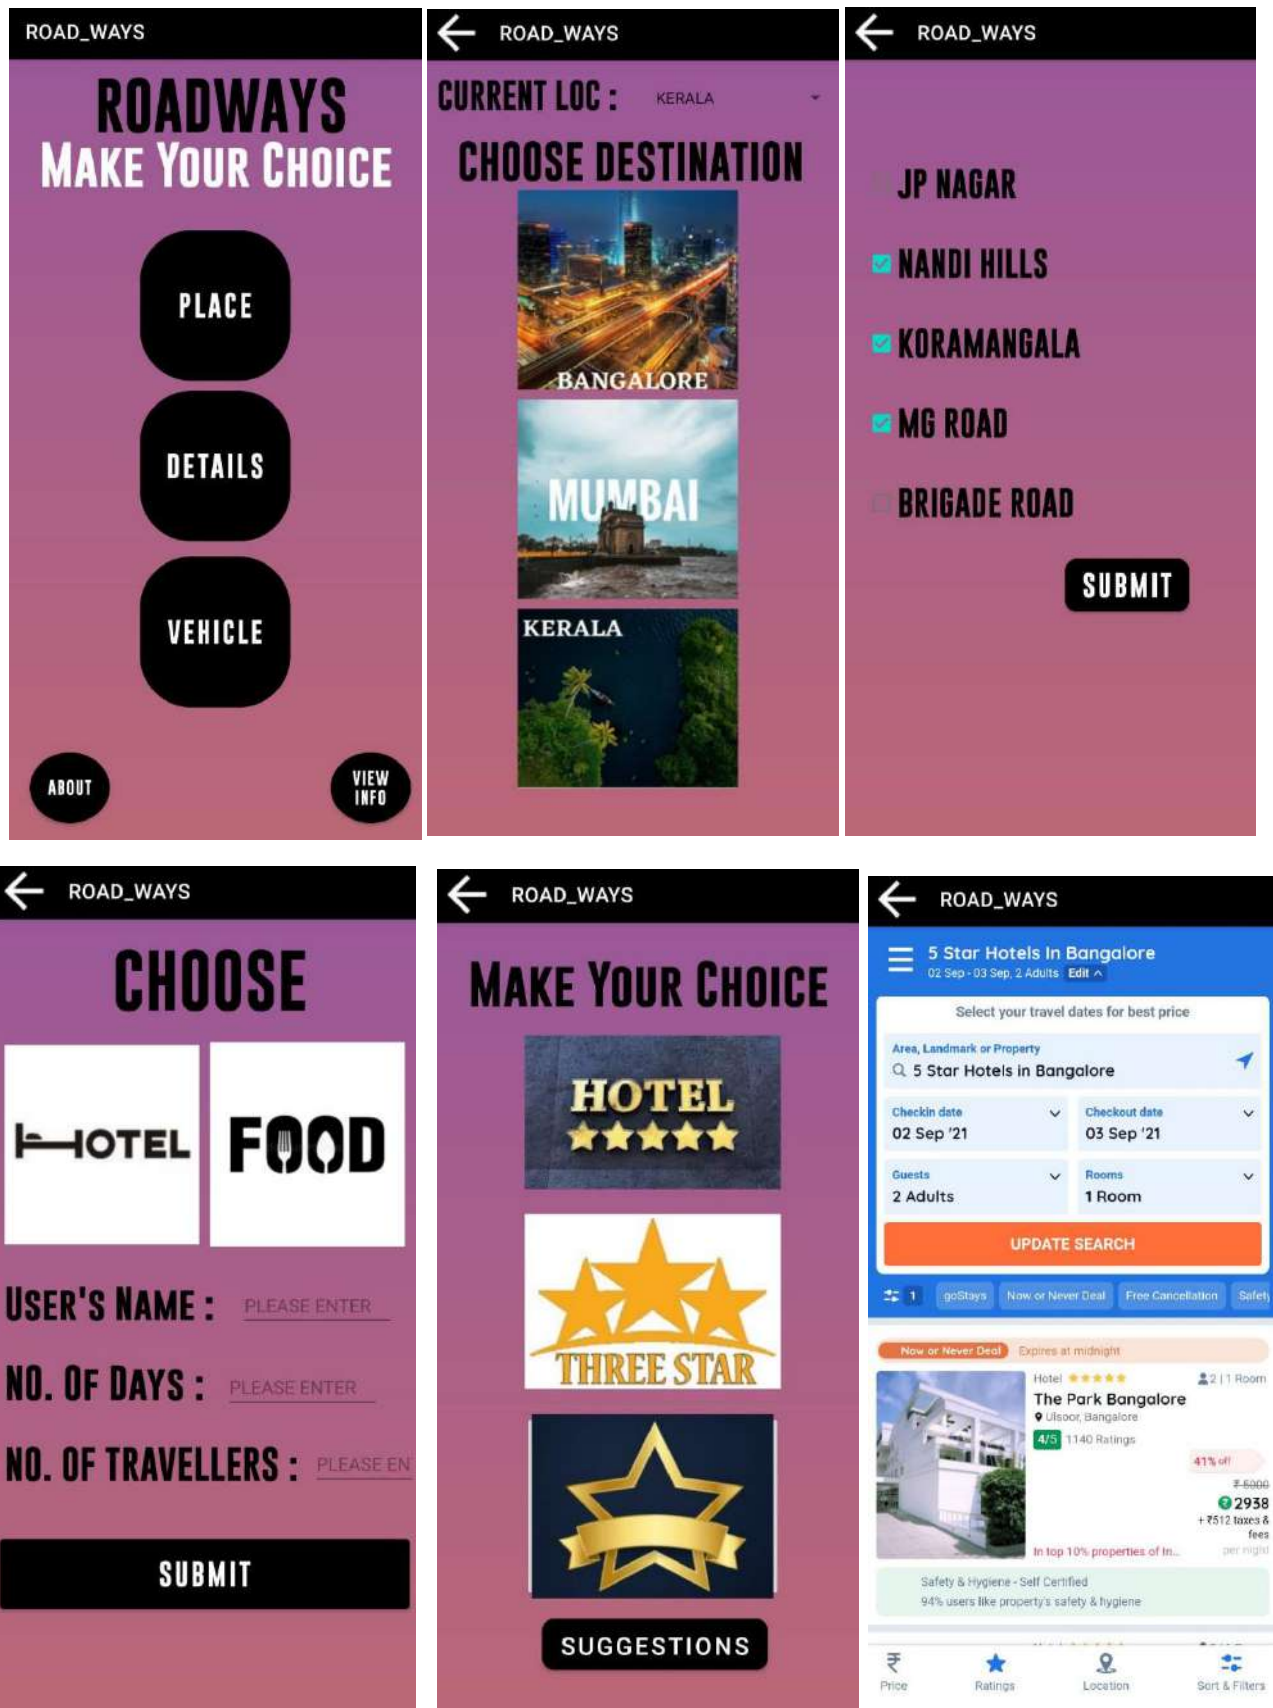 ROAD_WAYS
ROADWAYS
MAKE YOUR CHOICE
PLACE
DETAILS
VEHICLE
ABOUT
VIEW
INFO
ROAD_WAYS
CURRENT LOC :
KERALA
CHOOSE DESTINATION
BANGALORE
MUMBAI
KERALA
ROAD_WAYS
JP NAGAR
NANDI HILLS
KORAMANGALA
MG ROAD
BRIGADE ROAD
SUBMIT
ROAD_WAYS
CHOOSE
HOTEL
FOOD
USER'S NAME : PLEASE ENTER
NO. OF DAYS : PLEASE ENTER
NO. OF TRAVELLERS : PLEASE EN
SUBMIT
ROAD_WAYS
MAKE YOUR CHOICE
HOTEL
THREE STAR
SUGGESTIONS
ROAD_WAYS
5 Star Hotels In Bangalore
02 Sep - 03 Sep, 2 Adults Edit
Select your travel dates for best price
Area, Landmark or Property
5 Star Hotels in Bangalore
Checkin date
02 Sep '21
Checkout date
03 Sep '21
Guests
2 Adults
Rooms
1 Room
UPDATE SEARCH
1 goStays Now or Never Deal Free Cancellation Safety
Now or Never Deal Expires at midnight
Hotel 2 | 1 Room
The Park Bangalore
Ulsoor, Bangalore
4/5 1140 Ratings
41% off
₹ 5000
2938
+ ₹512 taxes &
fees
per night
In top 10% properties of In...
Safety & Hygiene - Self Certified
94% users like property's safety & hygiene
Price
Ratings
Location
Sort & Filters